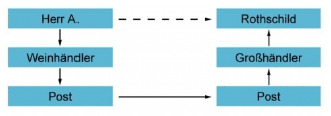 Herr A.. Rothschild
Weinhändler Großhändler
Post Post